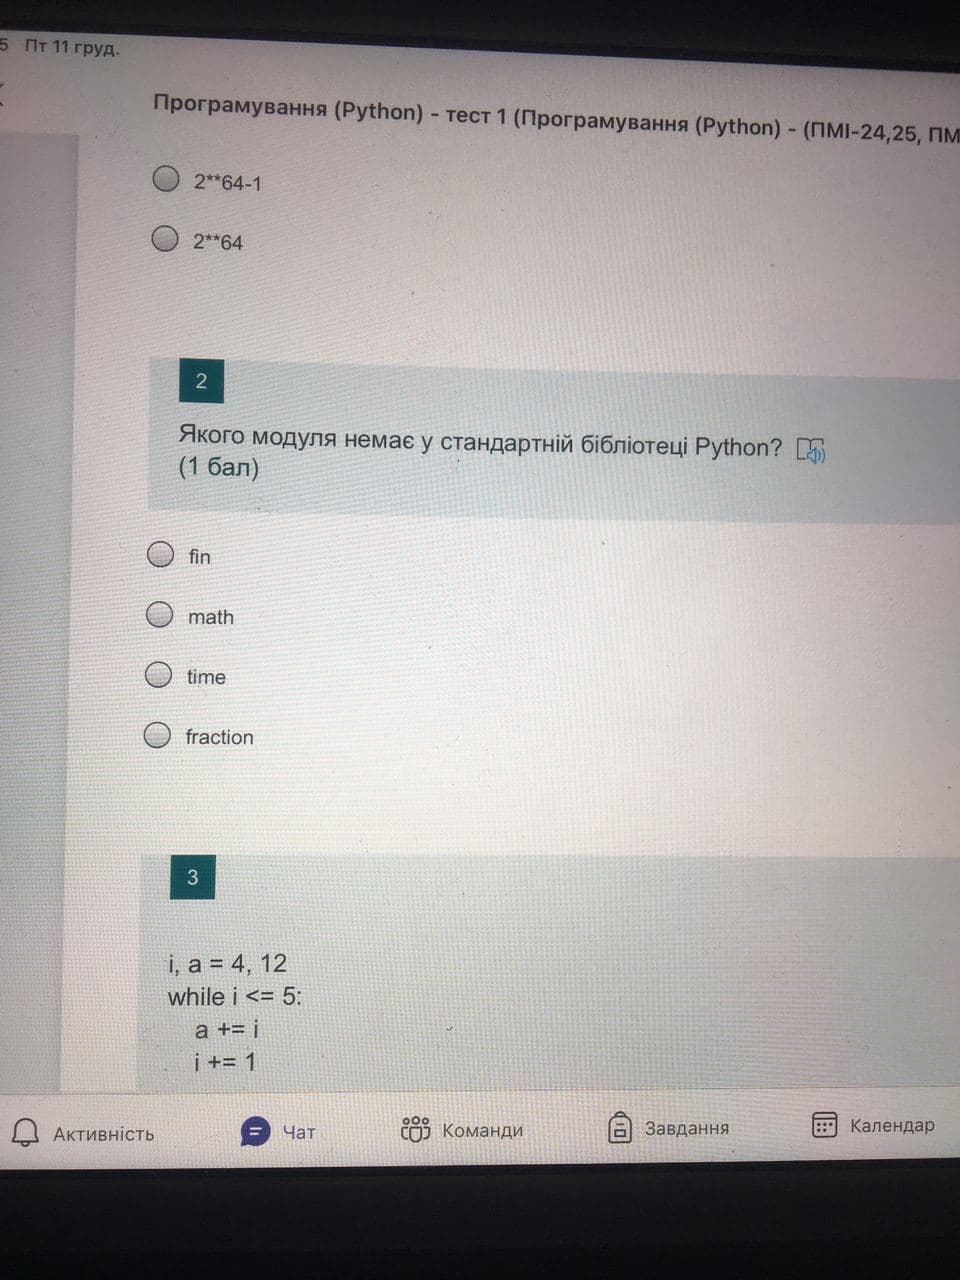 5 Пт 11 груд.
Програмування (Python) - тест 1 (Програмування (Python) - (ПМІ-24,25, ПМ
2**64-1
2**64
2
Якого модуля немає у стандартній бібліотеці Python?
(1 бал)
fin
math
time
fraction
3
i, a = 4, 12
while i <= 5:
a += i
i += 1
Активність
Чат
Команди
Завдання
Календар